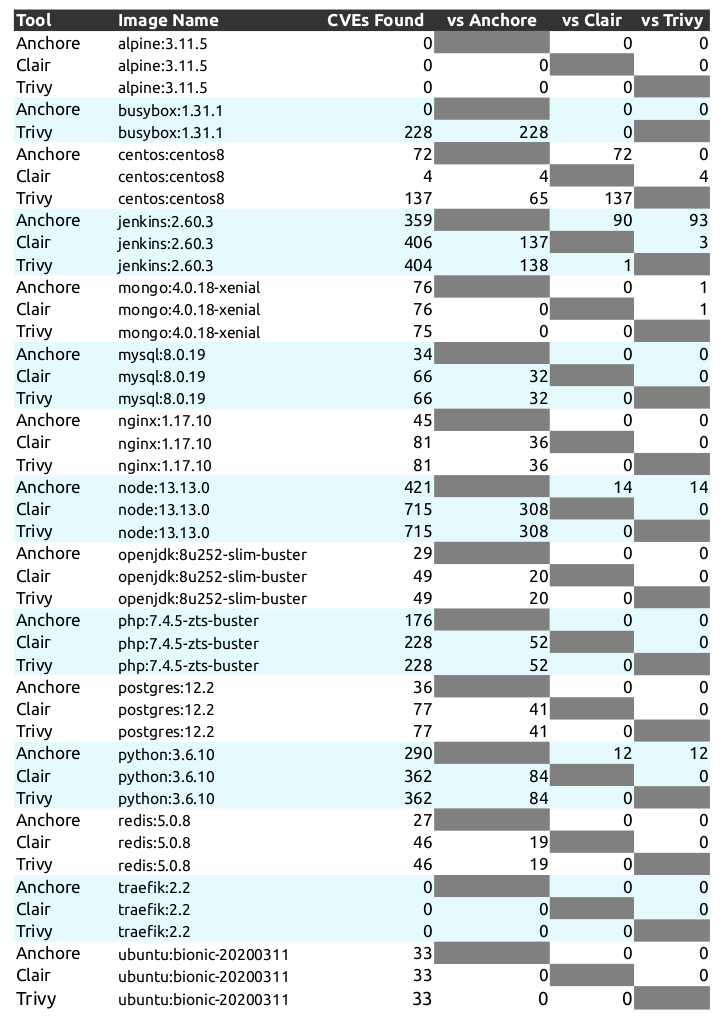 Tool Image Name CVEs Found vs Anchore vs Clair vs Trivy
Anchore alpine:3.11.5 0 0 0
Clair alpine:3.11.5 0 0 0
Trivy alpine:3.11.5 0 0 0
Anchore busybox:1.31.1 0 0 0
Trivy busybox:1.31.1 228 228 0
Anchore centos:centos8 72 72 0
Clair centos:centos8 4 4 4
Trivy centos:centos8 137 65 137
Anchore jenkins:2.60.3 359 90 93
Clair jenkins:2.60.3 406 137 3
Trivy jenkins:2.60.3 404 138 1
Anchore mongo:4.0.18-xenial 76 0 1
Clair mongo:4.0.18-xenial 76 0 1
Trivy mongo:4.0.18-xenial 75 0 0
Anchore mysql:8.0.19 34 0 0
Clair mysql:8.0.19 66 32 0
Trivy mysql:8.0.19 66 32 0
Anchore nginx:1.17.10 45 0 0
Clair nginx:1.17.10 81 36 0
Trivy nginx:1.17.10 81 36 0
Anchore node:13.13.0 421 14 14
Clair node:13.13.0 715 308 0
Trivy node:13.13.0 715 308 0
Anchore openjdk:8u252-slim-buster 29 0 0
Clair openjdk:8u252-slim-buster 49 20 0
Trivy openjdk:8u252-slim-buster 49 20 0
Anchore php:7.4.5-zts-buster 176 0 0
Clair php:7.4.5-zts-buster 228 52 0
Trivy php:7.4.5-zts-buster 228 52 0
Anchore postgres:12.2 36 0 0
Clair postgres:12.2 77 41 0
Trivy postgres:12.2 77 41 0
Anchore python:3.6.10 290 12 12
Clair python:3.6.10 362 84 0
Trivy python:3.6.10 362 84 0
Anchore redis:5.0.8 27 0 0
Clair redis:5.0.8 46 19 0
Trivy redis:5.0.8 46 19 0
Anchore traefik:2.2 0 0 0
Clair traefik:2.2 0 0 0
Trivy traefik:2.2 0 0 0
Anchore ubuntu:bionic-20200311 33 0 0
Clair ubuntu:bionic-20200311 33 0 0
Trivy ubuntu:bionic-20200311 33 0 0